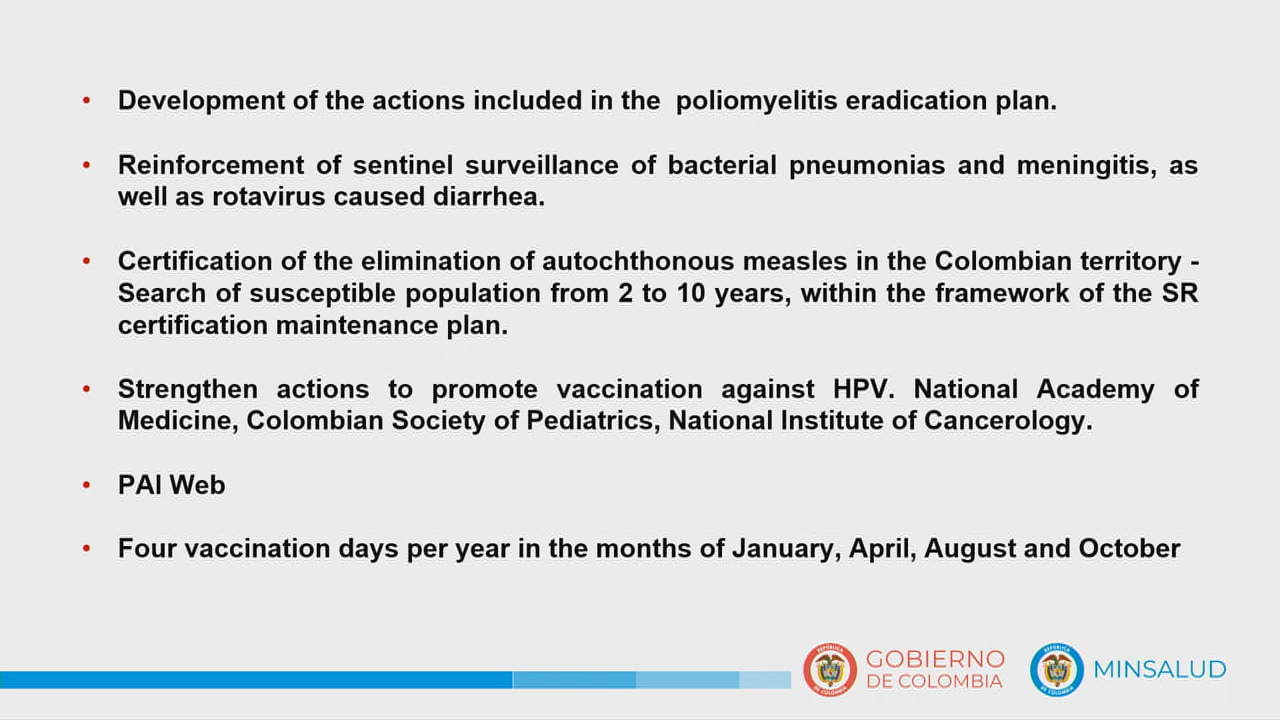 • Development of the actions included in the  poliomyelitis eradication plan.
• Reinforcement of sentinel surveillance of bacterial pneumonias and meningitis, as
well as rotavirus caused diarrhea.
• Certification of the elimination of autochthonous measles in the Colombian territory -
Search of susceptible population from 2 to 10 years, within the framework of the SR
certification maintenance plan.
• Strengthen actions to promote vaccination against HPV. National Academy of
Medicine, Colombian Society of Pediatrics, National Institute of Cancerology.
• PAI Web
• Four vaccination days per year in the months of January, April, August and October
GOBIERNO
DE COLOMBIA
MINSALUD